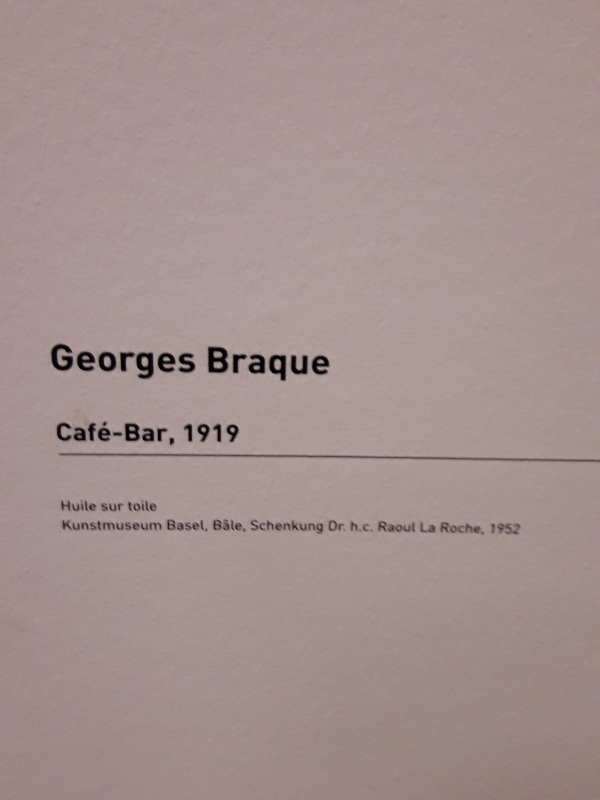 Georges Braque
Café-Bar, 1919
Huile sur toile
Kunstmuseum Basel, Bâle, Schenkung Dr. h.c. Raoul La Roche, 1952